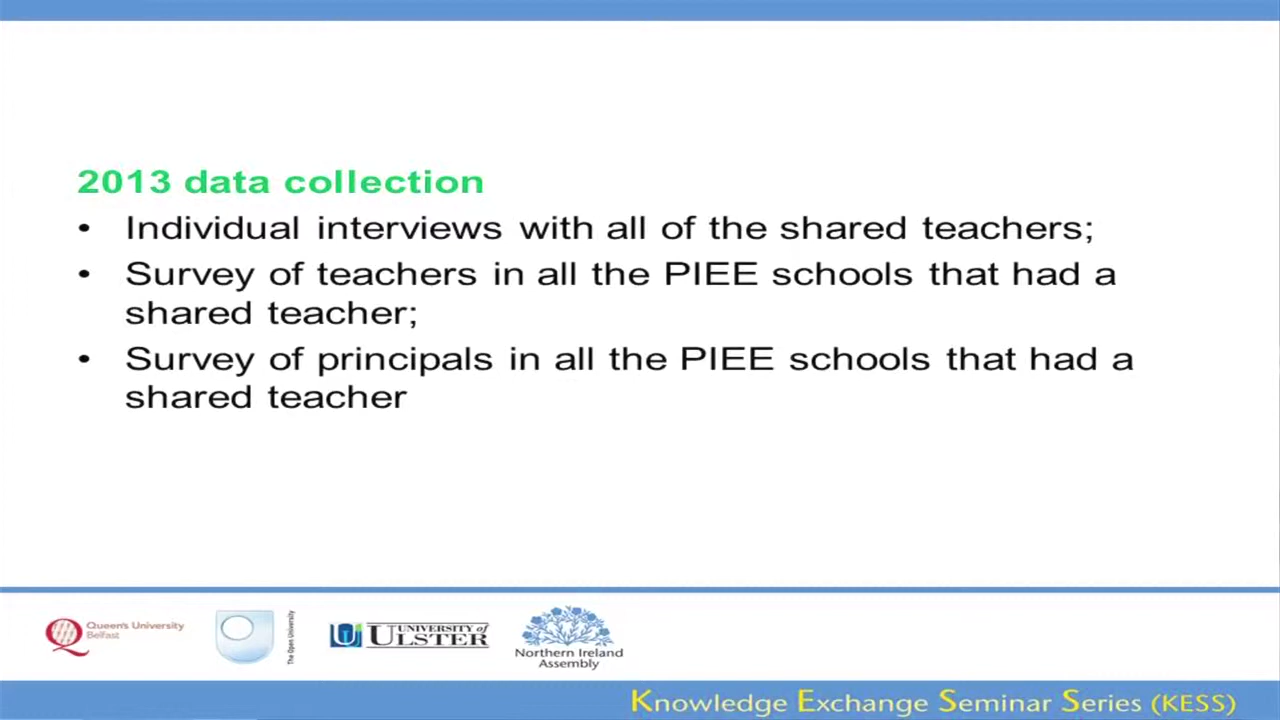 2013 data collection
• Individual interviews with all of the shared teachers;
• Survey of teachers in all the PIEE schools that had a
shared teacher;
• Survey of principals in all the PIEE schools that had a
shared teacher
Queen's University
Belfast
The Open University
UNIVERSITY of
ULSTER
Northern Ireland
Assembly
Knowledge Exchange Seminar Series (KESS)